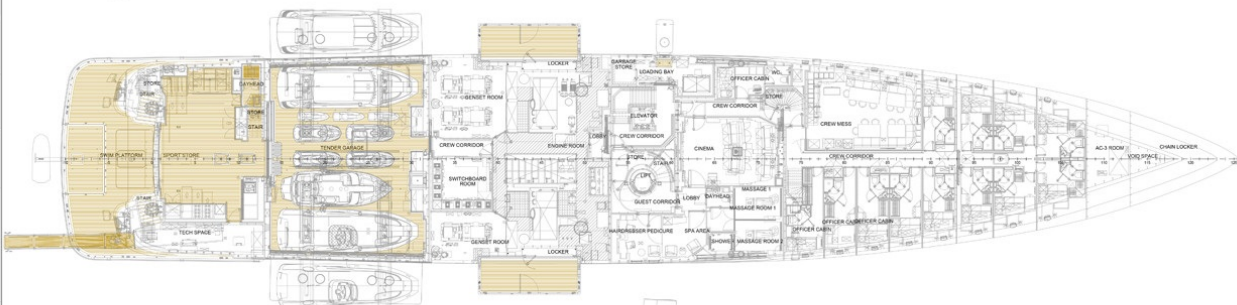 STORE
STAIR
DAYHEAD
STORE
STAIR
SWIM PLATFORM
SPORT STORE
STAIR
TECH SPACE
TENDER GARAGE
GENSET ROOM
CREW CORRIDOR
SWITCHBOARD ROOM
GENSET ROOM
LOCKER
ENGINE ROOM
LOCKER
GARBAGE STORE
LOADING BAY
ELEVATOR
LOBBY
CREW CORRIDOR
STORE
STAIR
LIFT
GUEST CORRIDOR
HAIRDRESSER PEDICURE
OFFICER CABIN
WC
STORE
CREW CORRIDOR
CINEMA
LOBBY
DAYHEAD
MASSAGE 1
MASSAGE ROOM 1
SPA AREA
SHOWER
MASSAGE ROOM 2
CREW MESS
CREW CORRIDOR
OFFICER CABIN
OFFICER CABIN
OFFICER CABIN
AC-3 ROOM
VOID SPACE
CHAIN LOCKER